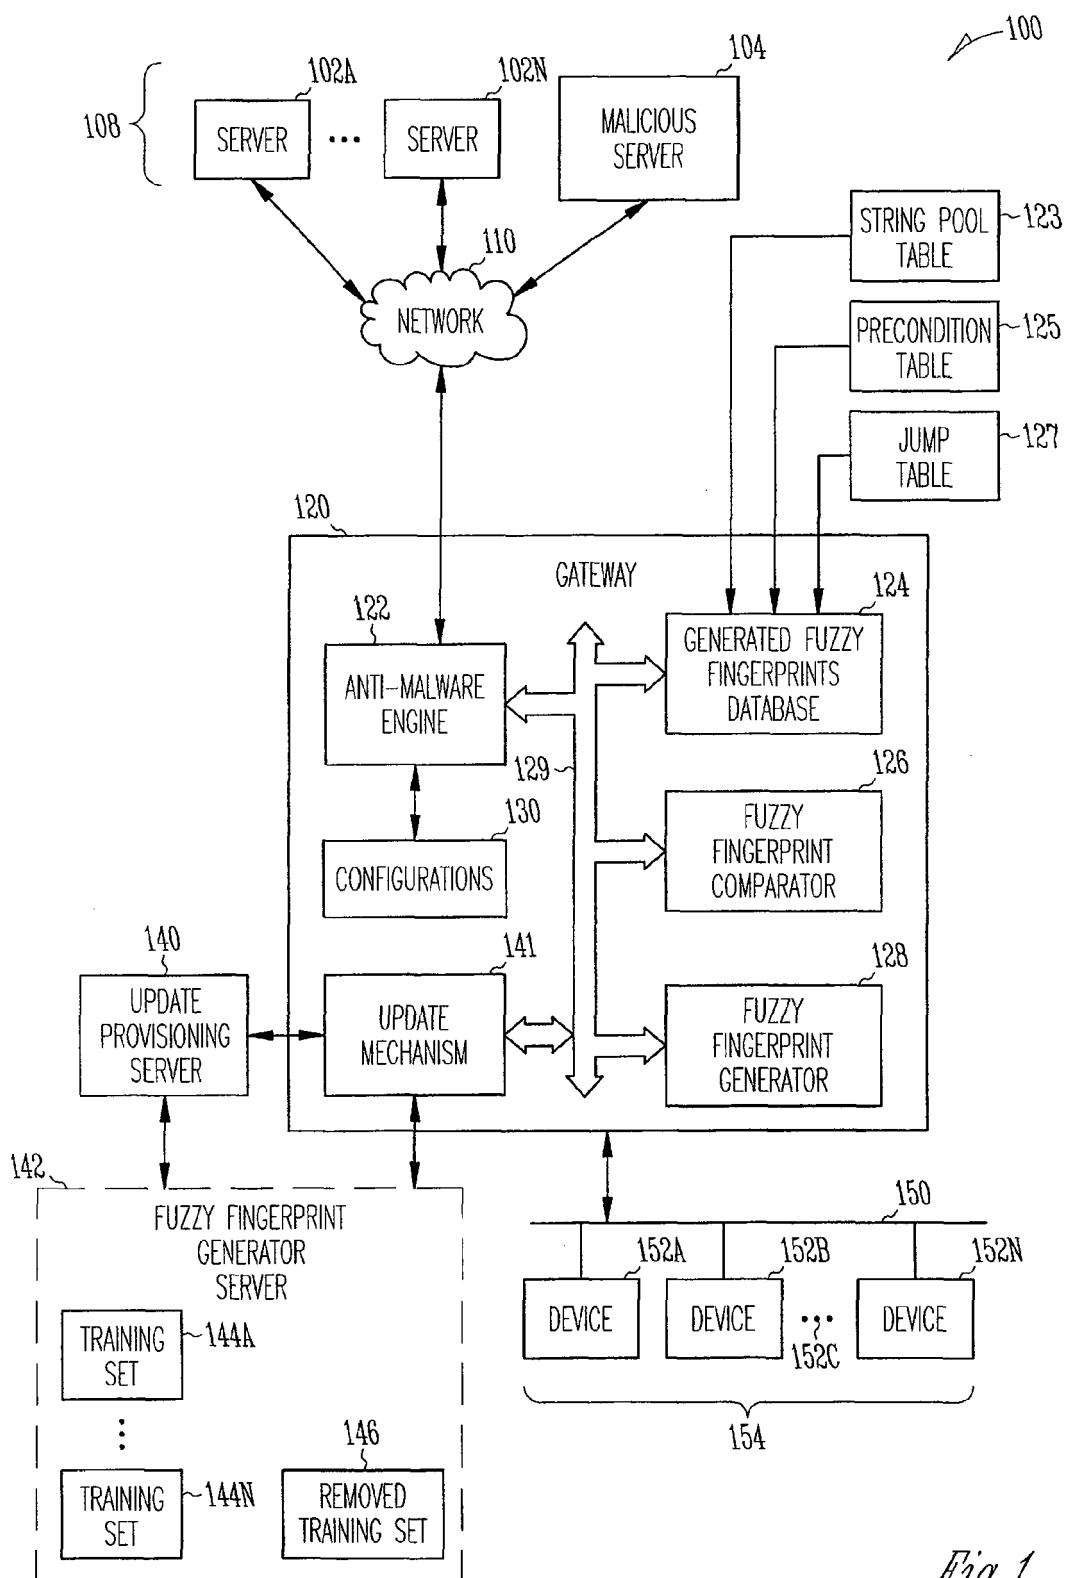 100
108
102A
SERVER
...
102N
SERVER
104
MALICIOUS
SERVER
110
NETWORK
STRING POOL
TABLE
123
PRECONDITION
TABLE
125
JUMP
TABLE
127
120
GATEWAY
122
ANTI-MALWARE
ENGINE
124
GENERATED FUZZY
FINGERPRINTS
DATABASE
129
130
CONFIGURATIONS
126
FUZZY
FINGERPRINT
COMPARATOR
140
UPDATE
PROVISIONING
SERVER
141
UPDATE
MECHANISM
128
FUZZY
FINGERPRINT
GENERATOR
142
FUZZY FINGERPRINT
GENERATOR
SERVER
TRAINING
SET
144A
TRAINING
SET
144N
146
REMOVED
TRAINING SET
150
152A
DEVICE
152B
DEVICE
...
152C
152N
DEVICE
154
Fig. 1